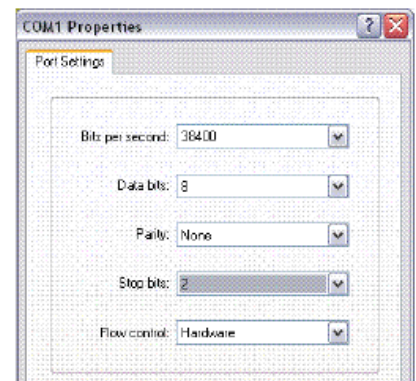 COM1 Properties
Port Settings
Bits per second: 38400
Data bits: 8
Parity: None
Stop bits: 2
Flow control: Hardware